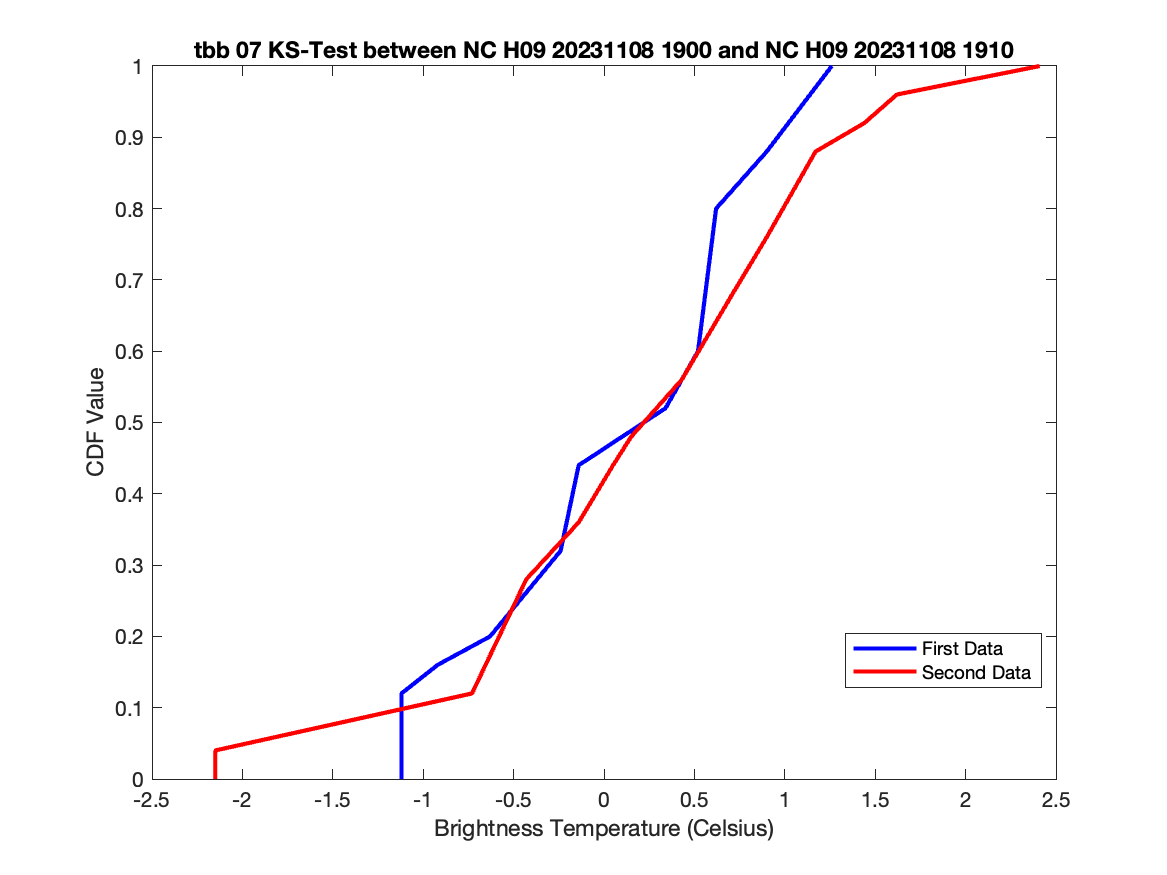 tbb 07 KS-Test between NC H09 20231108 1900 and NC H09 20231108 1910
1
0.9
0.8
0.7
0.6
0.5
0.4
0.3
0.2
0.1
0
CDF Value
First Data
Second Data
-2.5 -2 -1.5 -1 -0.5 0 0.5 1 1.5 2 2.5
Brightness Temperature (Celsius)